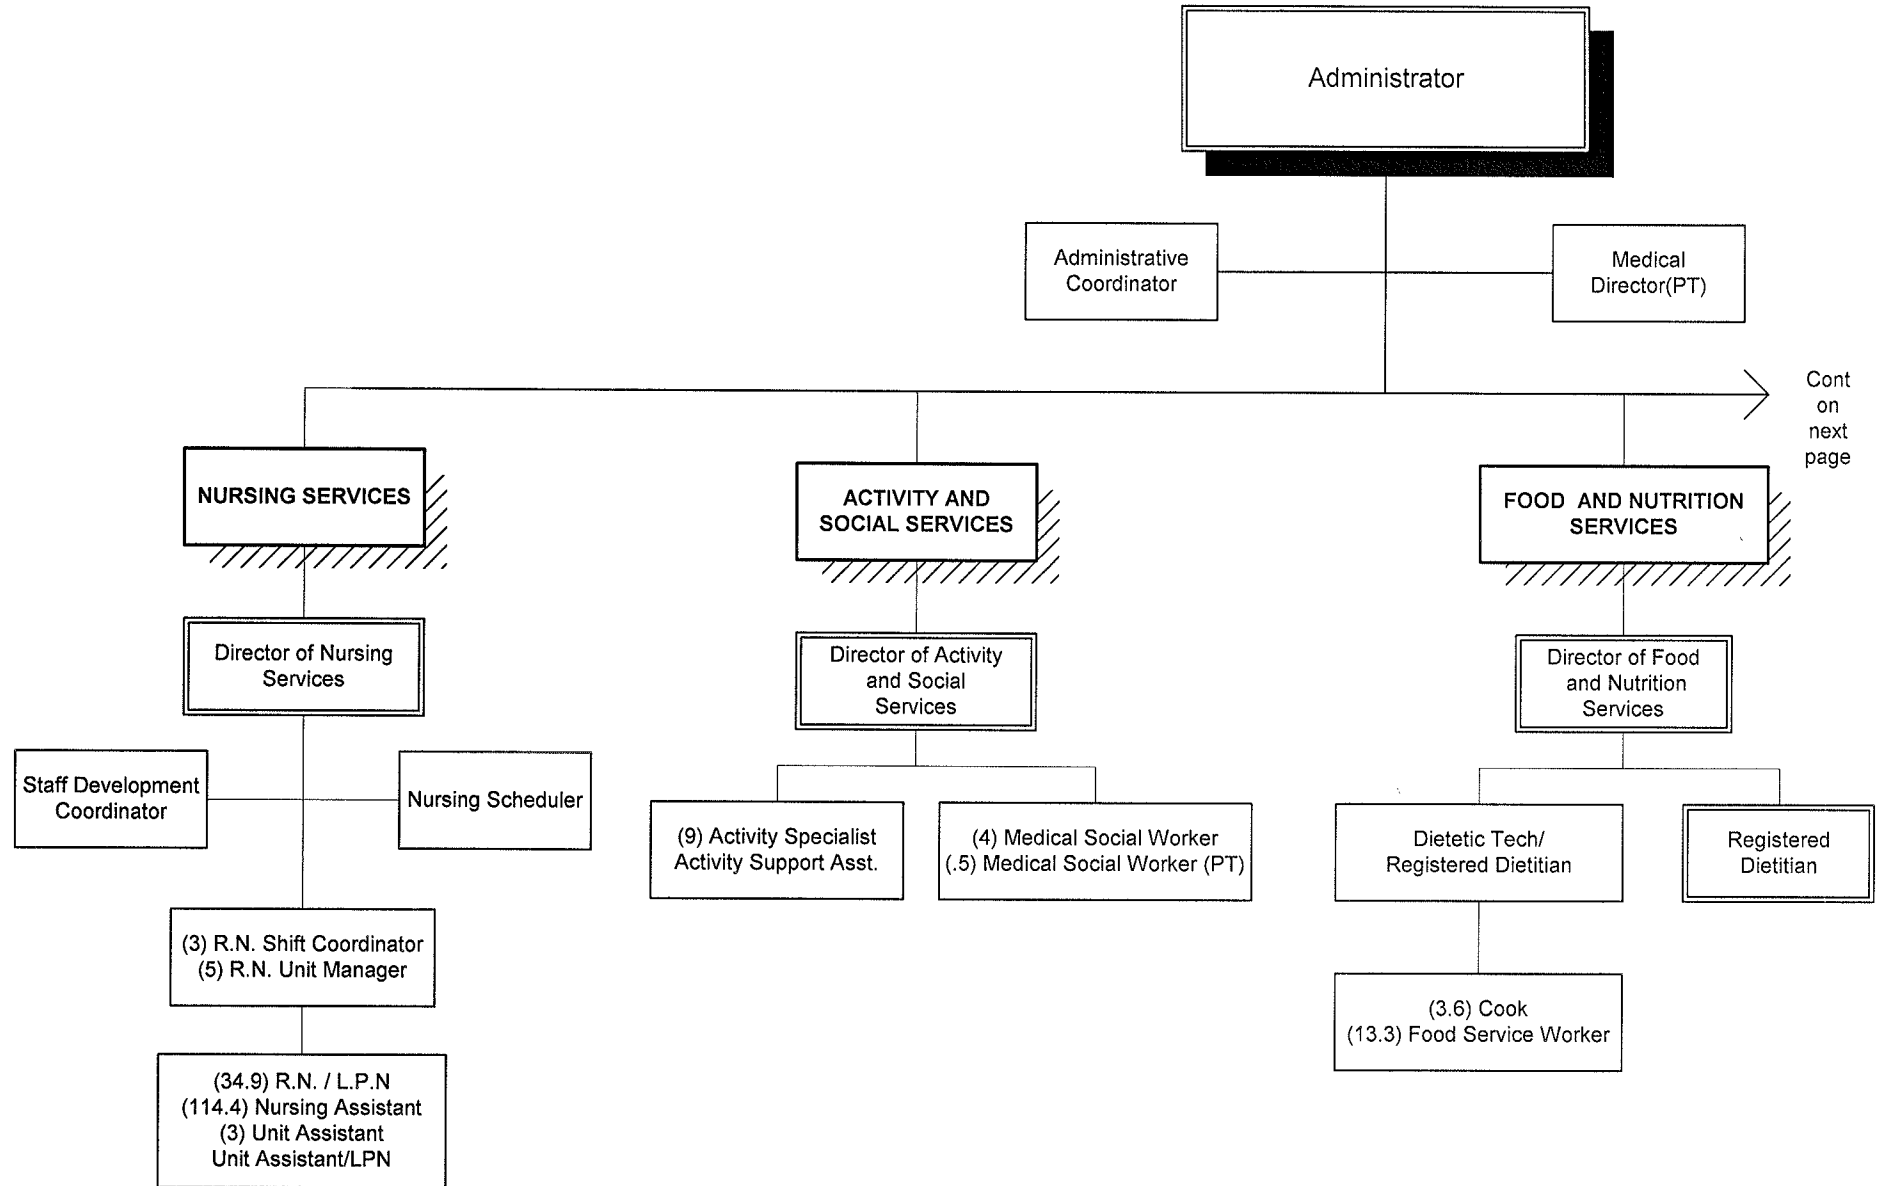 Administrator
Administrative
Coordinator
Medical
Director(PT)
Cont
on
next
page
NURSING SERVICES
ACTIVITY AND
SOCIAL SERVICES
FOOD AND NUTRITION
SERVICES
Director of Nursing
Services
Director of Activity
and Social
Services
Director of Food
and Nutrition
Services
Staff Development
Coordinator
Nursing Scheduler
(9) Activity Specialist
Activity Support Asst.
(4) Medical Social Worker
(.5) Medical Social Worker (PT)
Dietetic Tech/
Registered Dietitian
Registered
Dietitian
(3) R.N. Shift Coordinator
(5) R.N. Unit Manager
(3.6) Cook
(13.3) Food Service Worker
(34.9) R.N. / L.P.N
(114.4) Nursing Assistant
(3) Unit Assistant
Unit Assistant/LPN